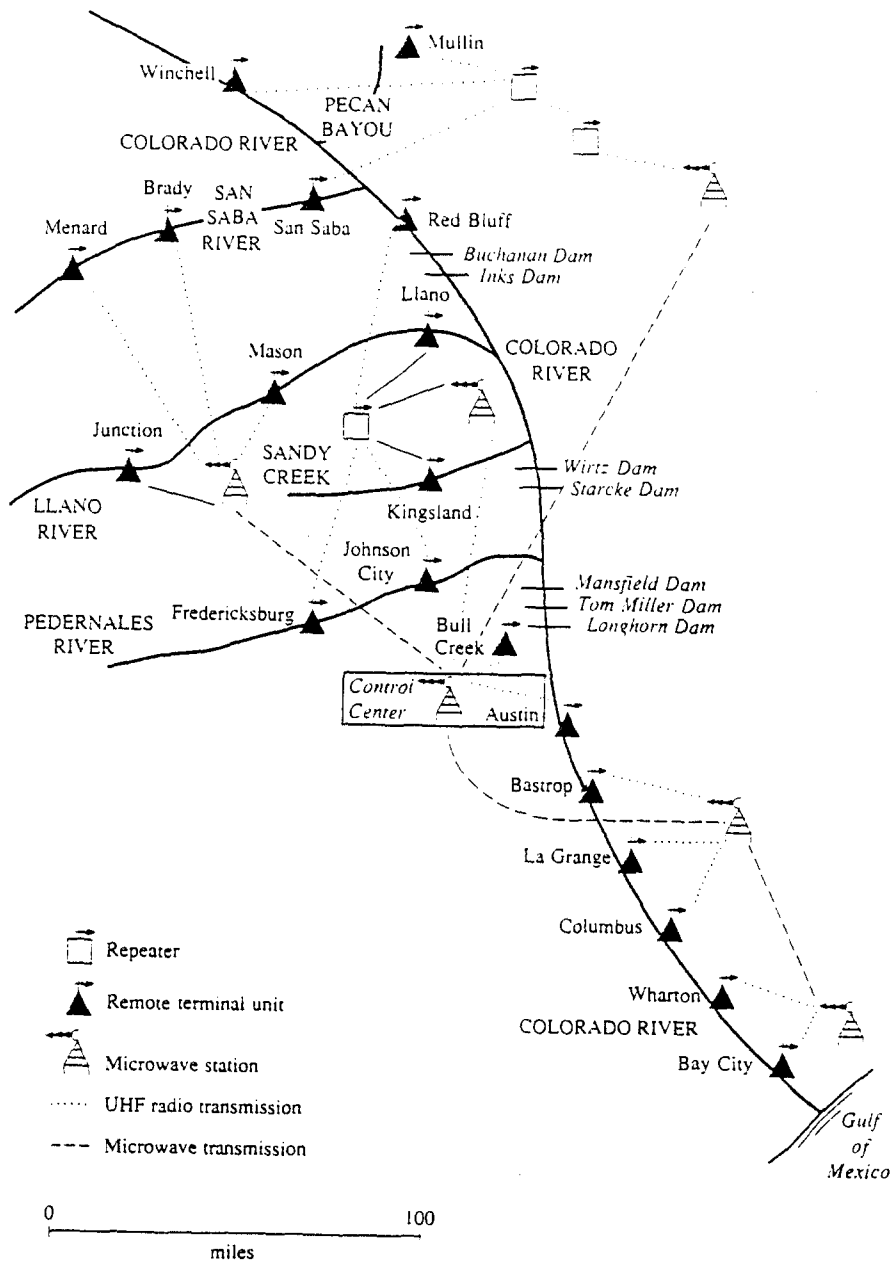 Mullin
Winchell
PECAN
BAYOU
COLORADO RIVER
Brady
SAN
SABA
RIVER
San Saba
Menard
Red Bluff
Buchanan Dam
Inks Dam
Llano
COLORADO
RIVER
Mason
Junction
SANDY
CREEK
Wirtz Dam
Starcke Dam
LLANO
RIVER
Kingsland
Johnson
City
Mansfield Dam
Tom Miller Dam
Longhorn Dam
Fredericksburg
PEDERNALES
RIVER
Bull
Creek
Control
Center
Austin
Bastrop
La Grange
Columbus
Wharton
COLORADO RIVER
Bay City
Gulf
of
Mexico
Repeater
Remote terminal unit
Microwave station
UHF radio transmission
Microwave transmission
0 100
miles